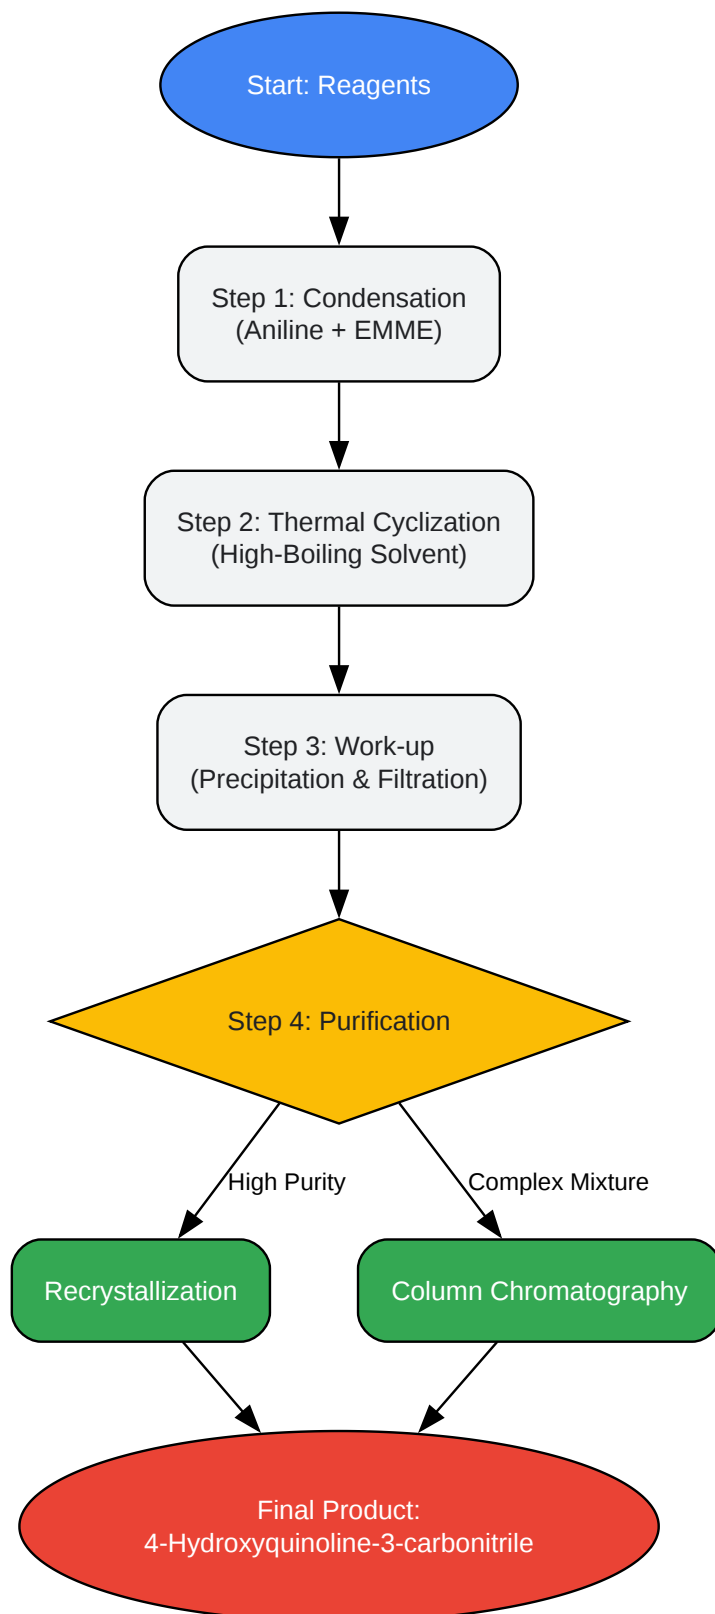 Start: Reagents
Step 1: Condensation
(Aniline + EMME)
Step 2: Thermal Cyclization
(High-Boiling Solvent)
Step 3: Work-up
(Precipitation & Filtration)
Step 4: Purification
High Purity
Complex Mixture
Recrystallization
Column Chromatography
Final Product:
4-Hydroxyquinoline-3-carbonitrile